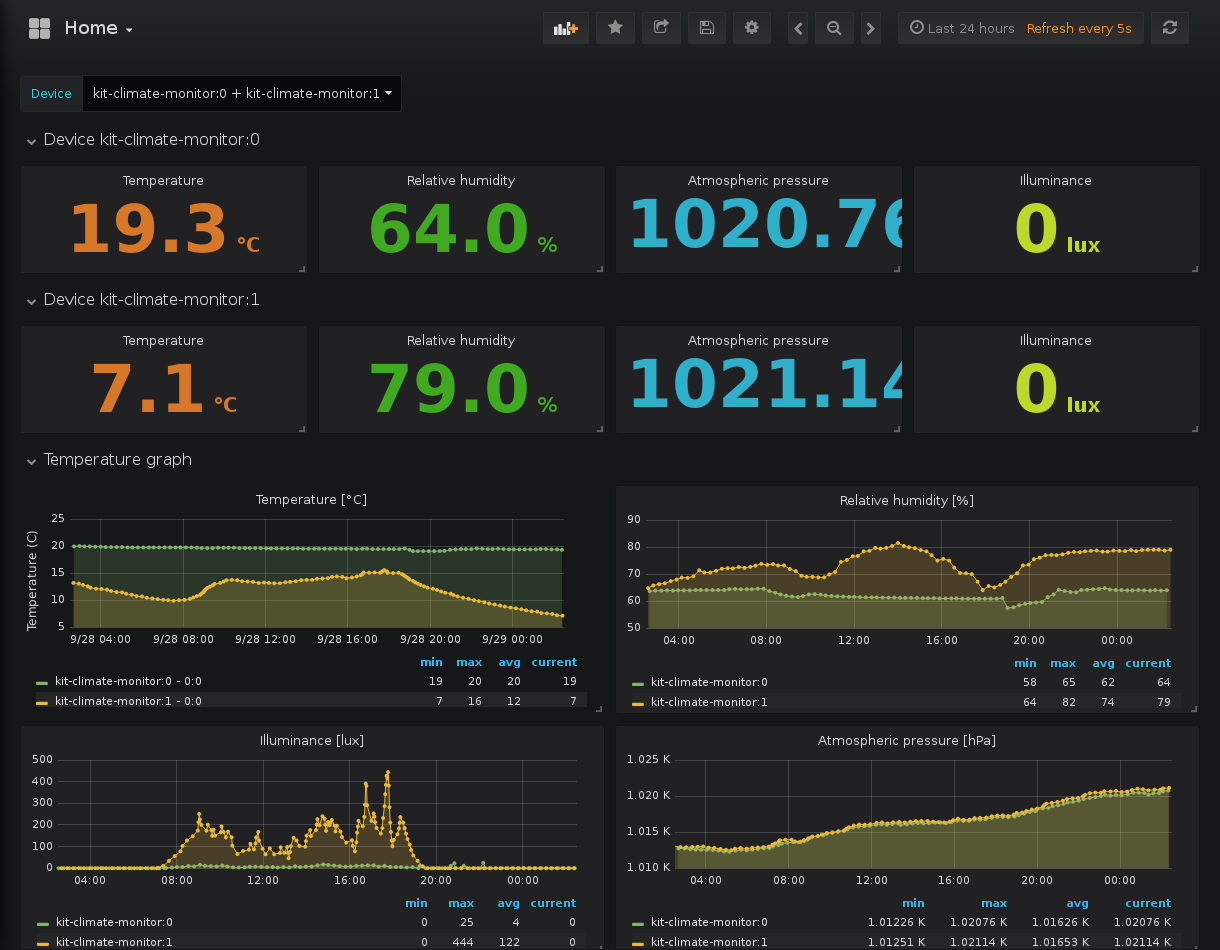 Home
Last 24 hours Refresh every 5s
Device kit-climate-monitor:0 + kit-climate-monitor:1
Device kit-climate-monitor:0
Temperature Relative humidity Atmospheric pressure Illuminance
19.3 °C 64.0 % 1020.76 0 lux
Device kit-climate-monitor:1
Temperature Relative humidity Atmospheric pressure Illuminance
7.1 °C 79.0 % 1021.14 0 lux
Temperature graph
Temperature [°C]
Temperature (C)
25
20
15
10
5
9/28 04:00 9/28 08:00 9/28 12:00 9/28 16:00 9/28 20:00 9/29 00:00
min max avg current
kit-climate-monitor:0 - 0:0 19 20 20 19
kit-climate-monitor:1 - 0:0 7 16 12 7
Relative humidity [%]
90
80
70
60
50
04:00 08:00 12:00 16:00 20:00 00:00
min max avg current
kit-climate-monitor:0 58 65 62 64
kit-climate-monitor:1 64 82 74 79
Illuminance [lux]
500
400
300
200
100
0
04:00 08:00 12:00 16:00 20:00 00:00
min max avg current
kit-climate-monitor:0 0 25 4 0
kit-climate-monitor:1 0 444 122 0
Atmospheric pressure [hPa]
1.025 K
1.020 K
1.015 K
1.010 K
04:00 08:00 12:00 16:00 20:00 00:00
min max avg current
kit-climate-monitor:0 1.01226 K 1.02076 K 1.01626 K 1.02076 K
kit-climate-monitor:1 1.01251 K 1.02114 K 1.01653 K 1.02114 K